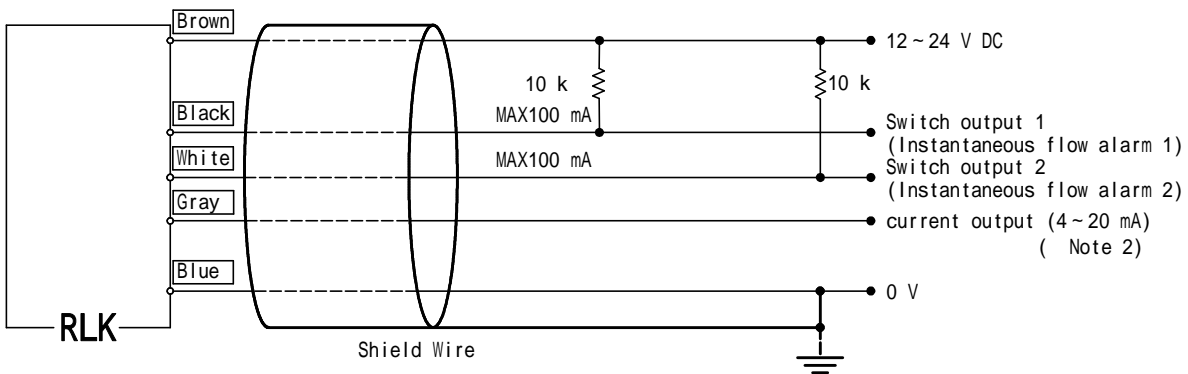 Brown
12~24 V DC
10 k
10 k
Black
MAX100 mA
Switch output 1
(Instantaneous flow alarm 1)
White
MAX100 mA
Switch output 2
(Instantaneous flow alarm 2)
Gray
current output (4~20 mA)
( Note 2)
Blue
0 V
RLK
Shield Wire